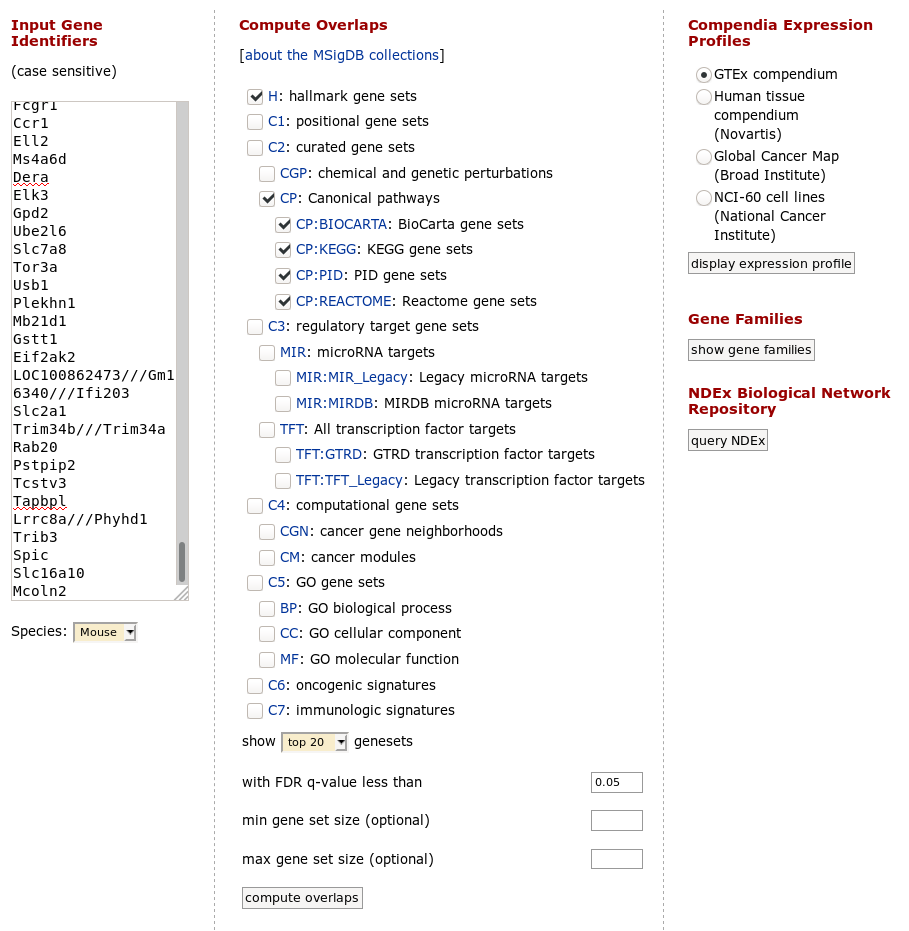 Input Gene
Identifiers
(case sensitive)
Fcgr1
Ccr1
Ell2
Ms4a6d
Dera
Elk3
Gpd2
Ube2l6
Slc7a8
Tor3a
Usb1
Plekhn1
Mb21d1
Gstt1
Eif2ak2
LOC100862473///Gm1
6340///Ifi203
Slc2a1
Trim34b///Trim34a
Rab20
Pstpip2
Tcstv3
Tapbpl
Lrrc8a///Phyhd1
Trib3
Spic
Slc16a10
Mcoln2
Species: Mouse
Compute Overlaps
[about the MSigDB collections]
H: hallmark gene sets
C1: positional gene sets
C2: curated gene sets
CGP: chemical and genetic perturbations
CP: Canonical pathways
CP:BIOCARTA: BioCarta gene sets
CP:KEGG: KEGG gene sets
CP:PID: PID gene sets
CP:REACTOME: Reactome gene sets
C3: regulatory target gene sets
MIR: microRNA targets
MIR:MIR_Legacy: Legacy microRNA targets
MIR:MIRDB: MIRDB microRNA targets
TFT: All transcription factor targets
TFT:GTRD: GTRD transcription factor targets
TFT:TFT_Legacy: Legacy transcription factor targets
C4: computational gene sets
CGN: cancer gene neighborhoods
CM: cancer modules
C5: GO gene sets
BP: GO biological process
CC: GO cellular component
MF: GO molecular function
C6: oncogenic signatures
C7: immunologic signatures
show top 20 genesets
with FDR q-value less than 0.05
min gene set size (optional)
max gene set size (optional)
compute overlaps
Compendia Expression
Profiles
GTEx compendium
Human tissue
compendium
(Novartis)
Global Cancer Map
(Broad Institute)
NCI-60 cell lines
(National Cancer
Institute)
display expression profile
Gene Families
show gene families
NDEx Biological Network
Repository
query NDEx